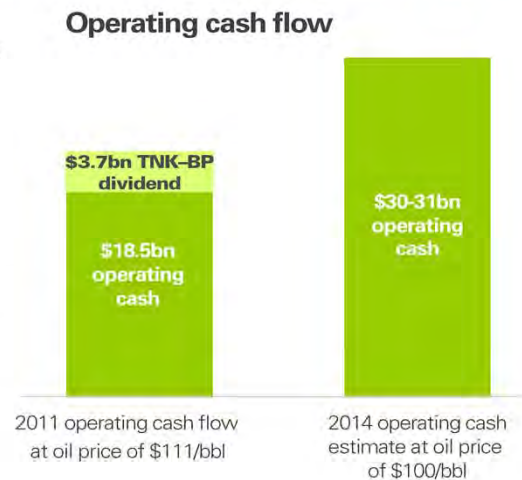 Operating cash flow
$3.7bn TNK–BP
dividend
$18.5bn
operating
cash
$30-31bn
operating
cash
2011 operating cash flow
at oil price of $111/bbl
2014 operating cash
estimate at oil price
of $100/bbl